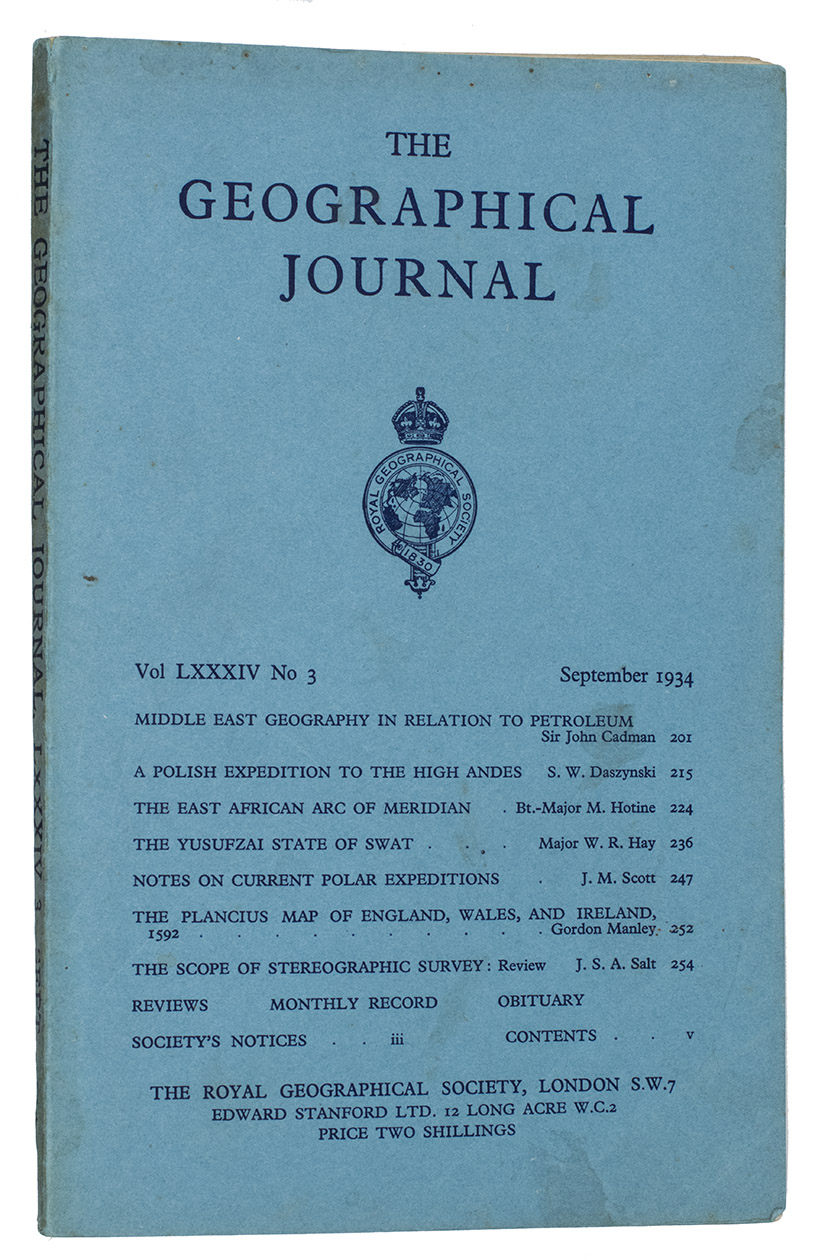 THE
GEOGRAPHICAL
JOURNAL
ROYAL GEOGRAPHICAL SOCIETY
1830
Vol LXXXIV No 3 September 1934
MIDDLE EAST GEOGRAPHY IN RELATION TO PETROLEUM
Sir John Cadman 201
A POLISH EXPEDITION TO THE HIGH ANDES S. W. Daszynski 215
THE EAST AFRICAN ARC OF MERIDIAN . Bt.-Major M. Hotine 224
THE YUSUFZAI STATE OF SWAT . . . Major W. R. Hay 236
NOTES ON CURRENT POLAR EXPEDITIONS . J. M. Scott 247
THE PLANCIUS MAP OF ENGLAND, WALES, AND IRELAND,
1592 . . . . . . . . . . . Gordon Manley 252
THE SCOPE OF STEREOGRAPHIC SURVEY: Review J. S. A. Salt 254
REVIEWS MONTHLY RECORD OBITUARY
SOCIETY'S NOTICES . . iii CONTENTS . . v
THE ROYAL GEOGRAPHICAL SOCIETY, LONDON S.W.7
EDWARD STANFORD LTD. 12 LONG ACRE W.C.2
PRICE TWO SHILLINGS
THE GEOGRAPHICAL JOURNAL LXXXIV 3